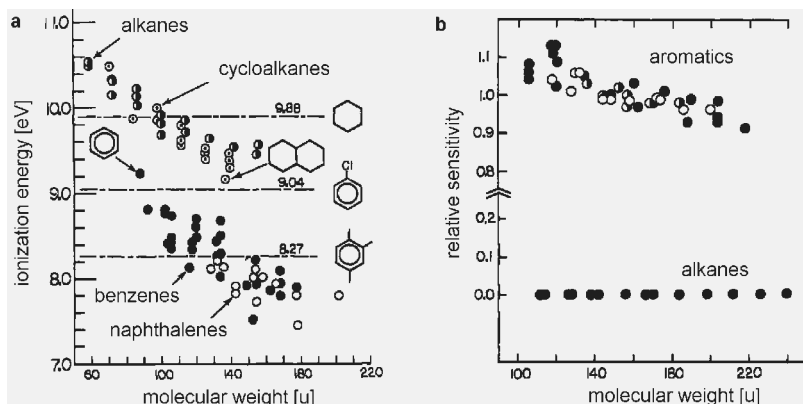 a
11.0
10.0
9.0
8.0
7.0
ionization energy [eV]
alkanes
cycloalkanes
9.88
9.04
Cl
8.27
benzenes
naphthalenes
60
100
140
180
220
molecular weight [u]
b
1.1
1.0
0.9
0.2
0.1
0.0
relative sensitivity
aromatics
alkanes
100
140
180
220
molecular weight [u]